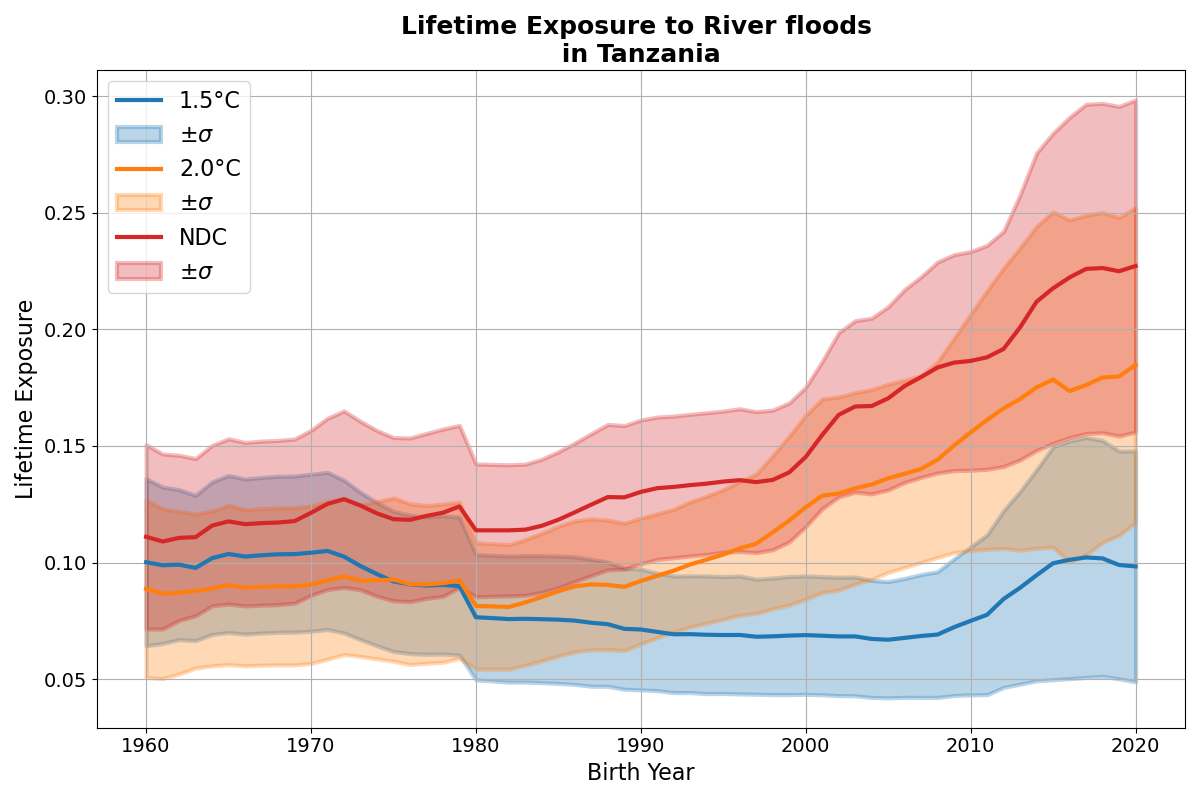 Lifetime Exposure to River floods
in Tanzania
1.5°C
±σ
2.0°C
±σ
NDC
±σ
Lifetime Exposure
0.30
0.25
0.20
0.15
0.10
0.05
1960 1970 1980 1990 2000 2010 2020
Birth Year